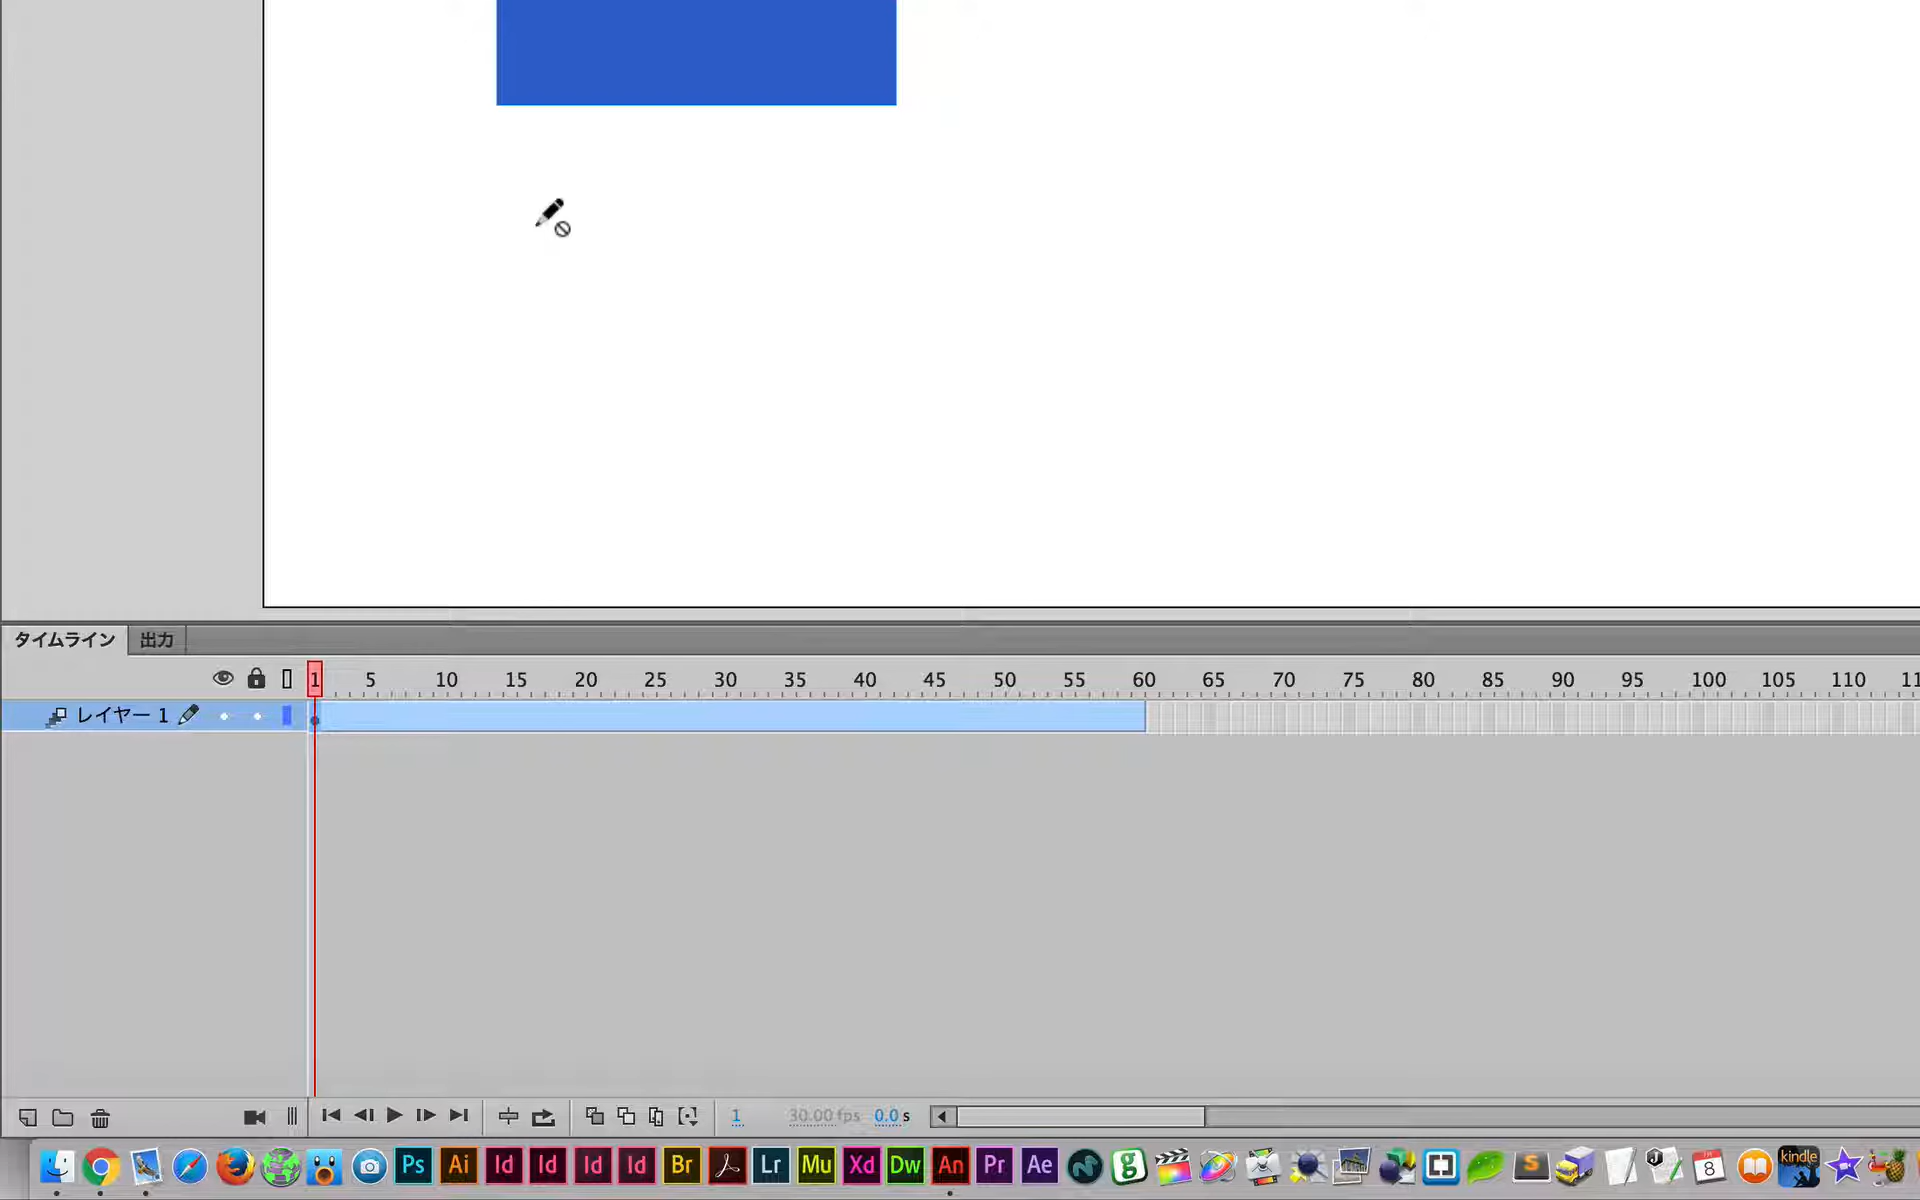 タイムライン 出力
1 5 10 15 20 25 30 35 40 45 50 55 60 65 70 75 80 85 90 95 100 105 110 11
レイヤー 1
1 30.00 fps 0.0 s
Ps Ai Id Id Id Id Br Lr Mu Xd Dw An Pr Ae g S J 8 kindle